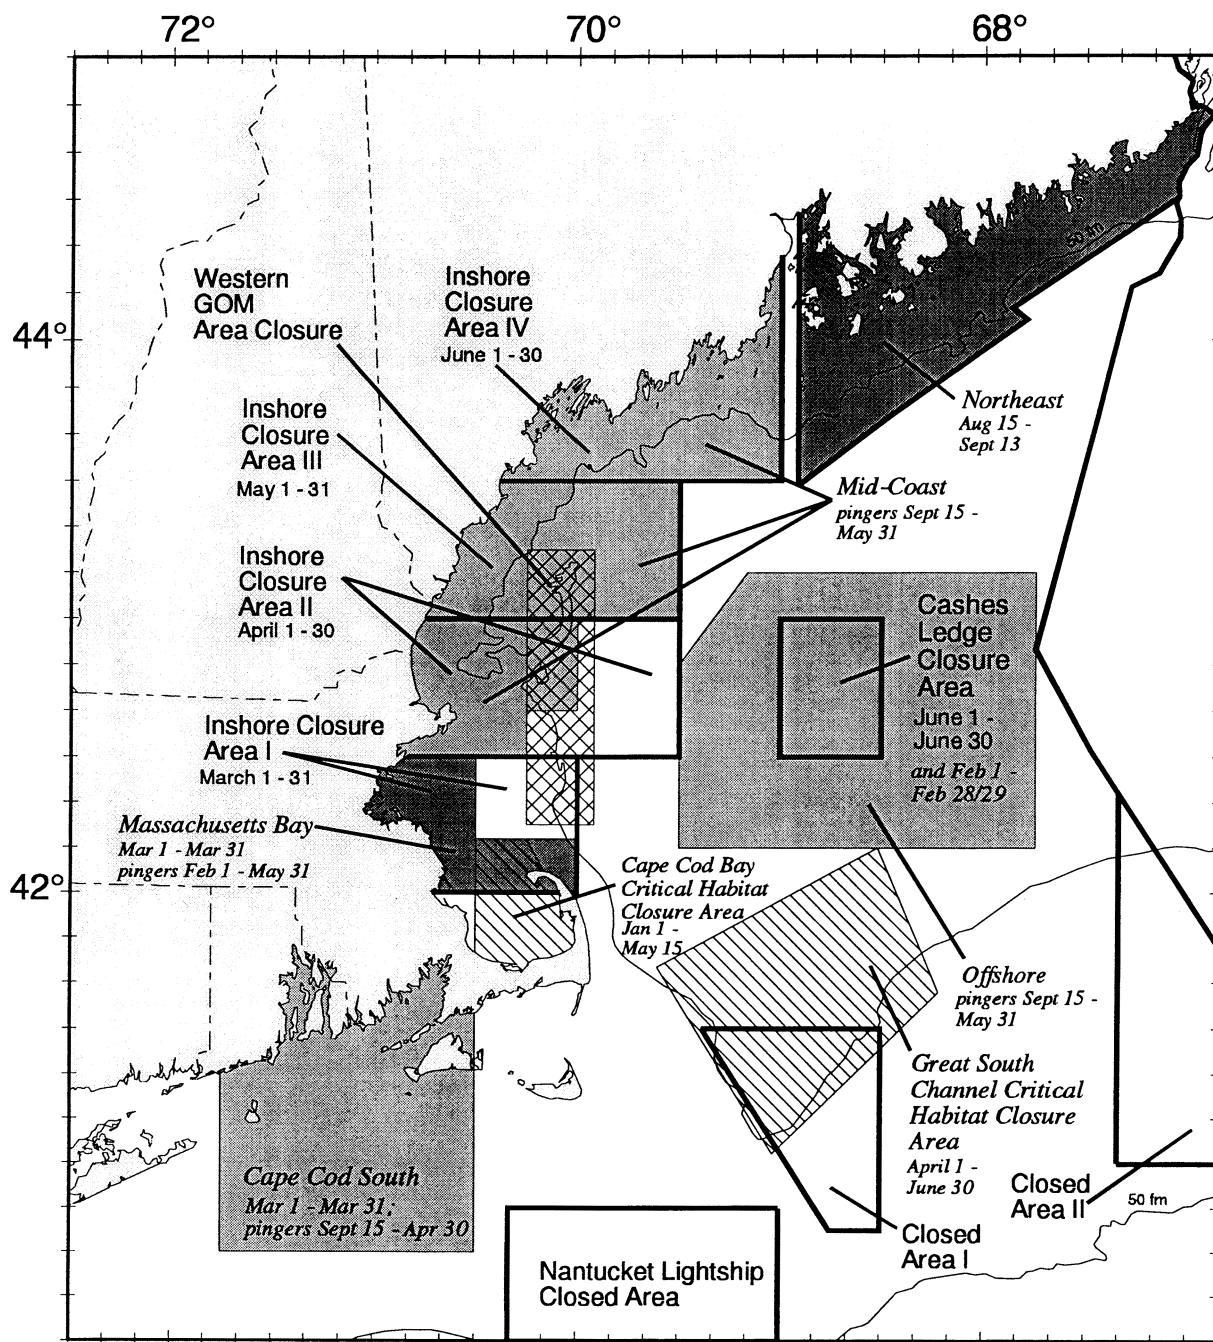 72°
70°
68°
44°
42°
50 fm
Western
GOM
Area Closure
Inshore
Closure
Area IV
June 1 - 30
Inshore
Closure
Area III
May 1 - 31
Northeast
Aug 15 -
Sept 13
Mid-Coast
pingers Sept 15 -
May 31
Inshore
Closure
Area II
April 1 - 30
Cashes
Ledge
Closure
Area
June 1 -
June 30
and Feb 1 -
Feb 28/29
Inshore Closure
Area I
March 1 - 31
Massachusetts Bay
Mar 1 - Mar 31
pingers Feb 1 - May 31
Cape Cod Bay
Critical Habitat
Closure Area
Jan 1 -
May 15
Offshore
pingers Sept 15 -
May 31
Great South
Channel Critical
Habitat Closure
Area
April 1 -
June 30
Cape Cod South
Mar 1 - Mar 31;
pingers Sept 15 - Apr 30
Closed
Area II
50 fm
Closed
Area I
Nantucket Lightship
Closed Area